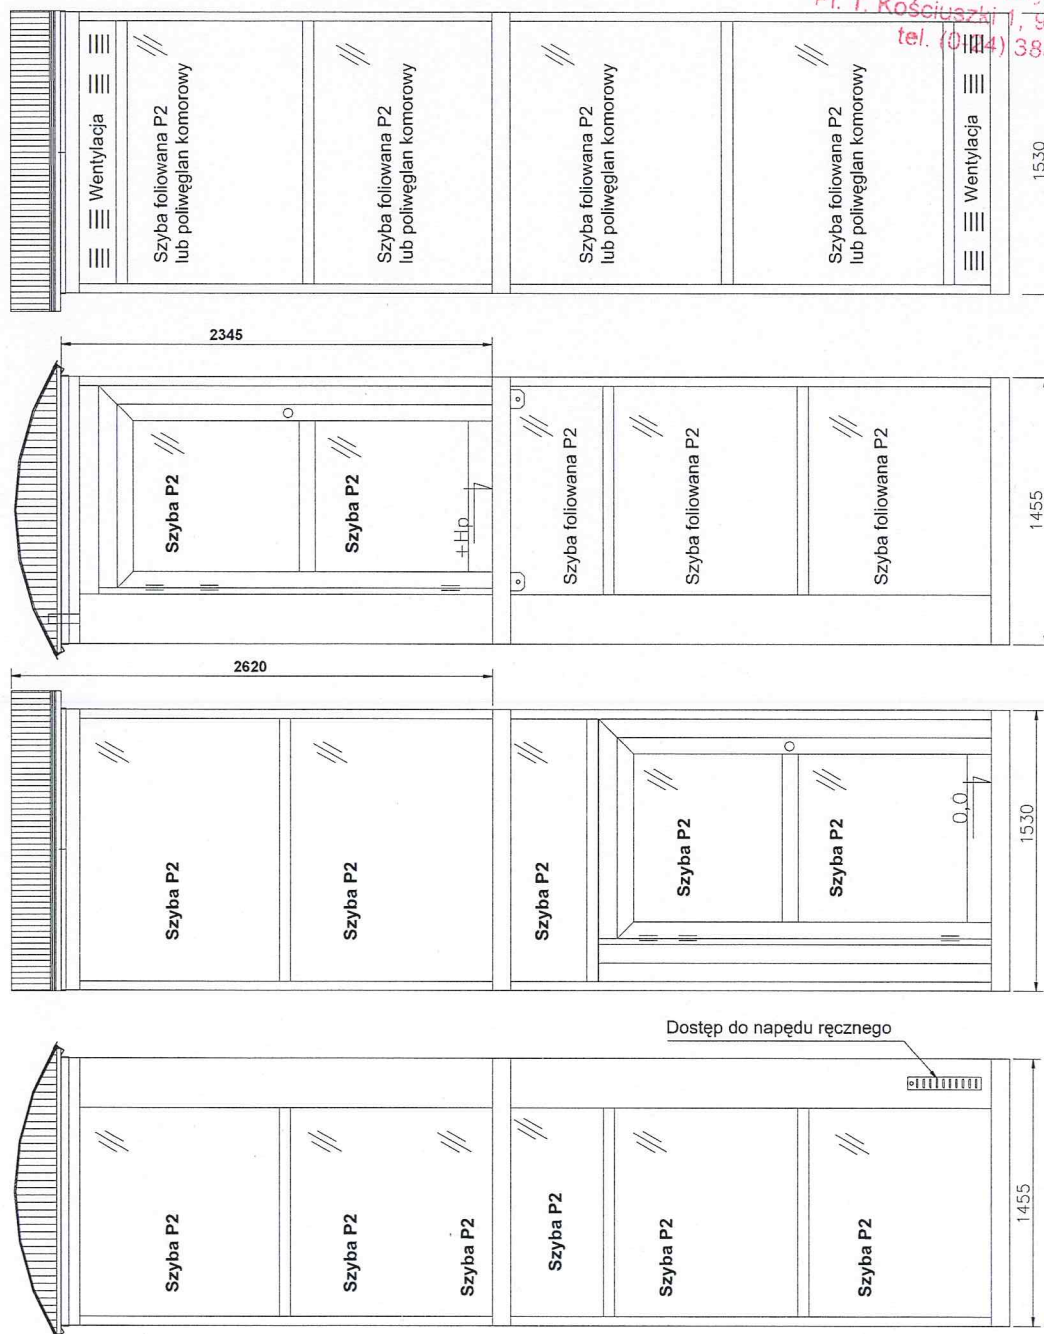 Pl. T. Kościuszki 1, 9
tel. (0-24) 38
Wentylacja
Szyba foliowana P2
lub poliwęglan komorowy
Szyba foliowana P2
lub poliwęglan komorowy
Szyba foliowana P2
lub poliwęglan komorowy
Szyba foliowana P2
lub poliwęglan komorowy
Wentylacja
1530
2345
Szyba P2
Szyba P2
+Hp
Szyba foliowana P2
Szyba foliowana P2
Szyba foliowana P2
1455
2620
Szyba P2
Szyba P2
Szyba P2
Szyba P2
Szyba P2
0,0
1530
Dostęp do napędu ręcznego
Szyba P2
Szyba P2
Szyba P2
Szyba P2
Szyba P2
Szyba P2
1455